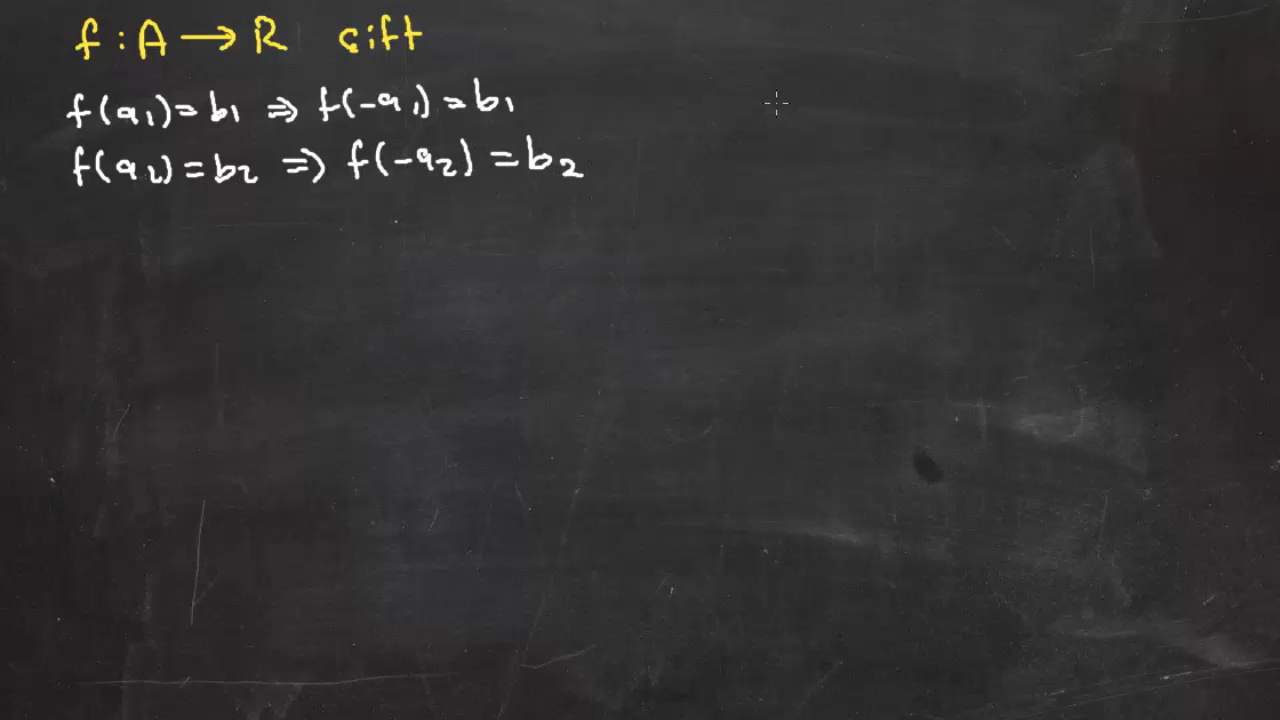 f : A → R çift
f(a₁) = b₁ ⇒ f(-a₁) = b₁
f(a₂) = b₂ ⇒ f(-a₂) = b₂